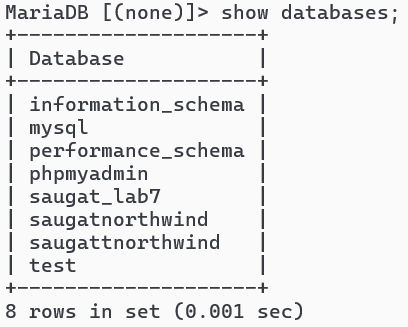 MariaDB [(none)]> show databases;
+--------------------+
| Database           |
+--------------------+
| information_schema |
| mysql              |
| performance_schema |
| phpmyadmin         |
| saugat_lab7        |
| saugatnorthwind    |
| saugattnorthwind   |
| test               |
+--------------------+
8 rows in set (0.001 sec)